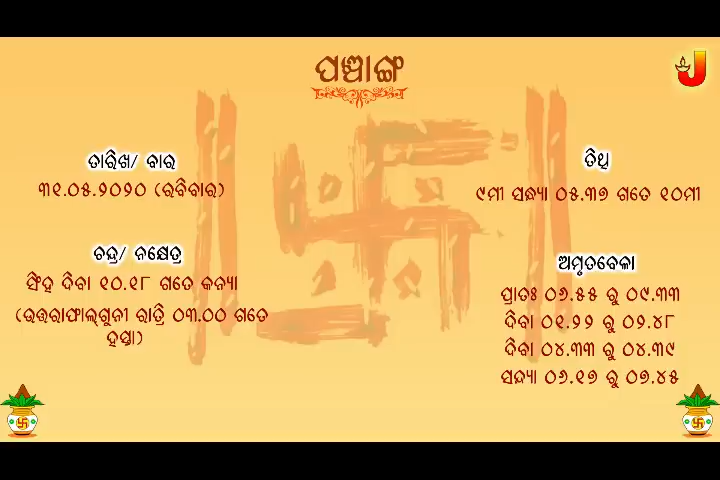 ପଞ୍ଚାଙ୍ଗ
J
ତାରିଖ/ ବାର
୩୧.୦୫.୨୦୨୦ (ରବିବାର)
ତିଥି
୯ମୀ ସନ୍ଧ୍ୟା ୦୫.୩୭ ଗତେ ୧୦ମୀ
ଚନ୍ଦ୍ର/ ନକ୍ଷେତ୍ର
ସିଂହ ଦିବା ୧୦.୧୮ ଗତେ କନ୍ୟା
(ଉତ୍ତରାଫାଲ୍‌ଗୁନୀ ରାତ୍ରି ୦୩.୦୦ ଗତେ
ହସ୍ତା)
ଅମୃତବେଳା
ପ୍ରାତଃ ୦୬.୫୫ ରୁ ୦୯.୩୩
ଦିବା ୦୧.୨୨ ରୁ ୦୨.୪୮
ଦିବା ୦୪.୩୩ ରୁ ୦୪.୩୯
ସନ୍ଧ୍ୟା ୦୬.୧୭ ରୁ ୦୭.୪୫